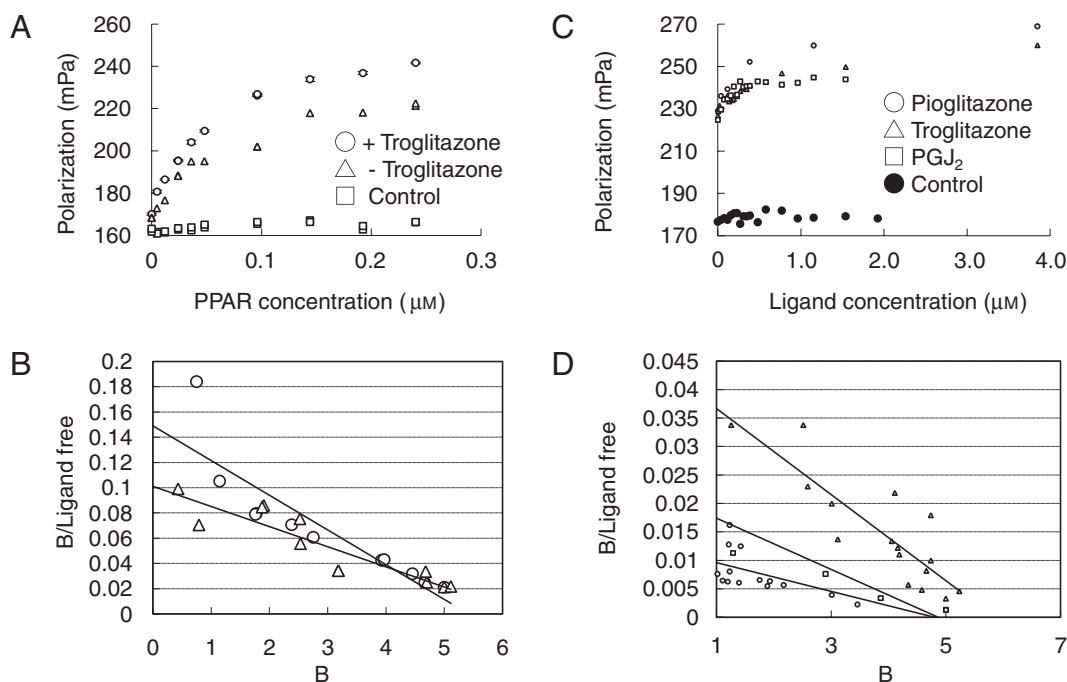 A
Polarization (mPa)
260
240
220
200
180
160
0
0.1
0.2
0.3
PPAR concentration (μM)
+ Troglitazone
- Troglitazone
Control
C
Polarization (mPa)
270
250
230
210
190
170
0
1.0
2.0
3.0
4.0
Ligand concentration (μM)
Pioglitazone
Troglitazone
PGJ₂
Control
B
B/Ligand free
0.2
0.18
0.16
0.14
0.12
0.1
0.08
0.06
0.04
0.02
0
0
1
2
3
4
5
6
B
D
B/Ligand free
0.045
0.04
0.035
0.03
0.025
0.02
0.015
0.01
0.005
0.000
1
3
5
7
B